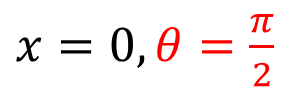 x = 0, θ = π/2